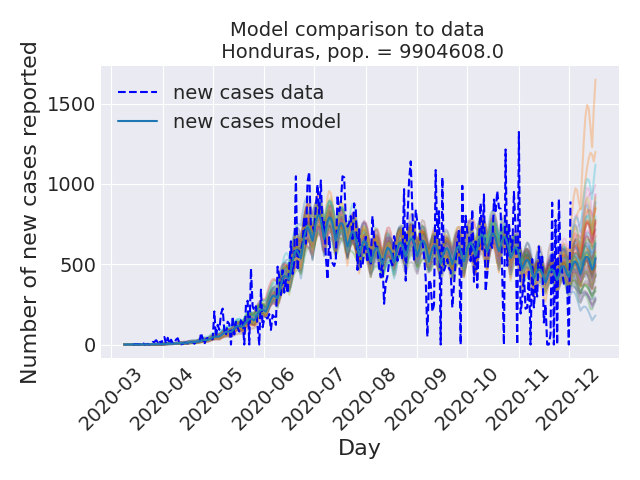 Model comparison to data
Honduras, pop. = 9904608.0
Number of new cases reported
1500
1000
500
0
new cases data
new cases model
2020-03
2020-04
2020-05
2020-06
2020-07
2020-08
2020-09
2020-10
2020-11
2020-12
Day